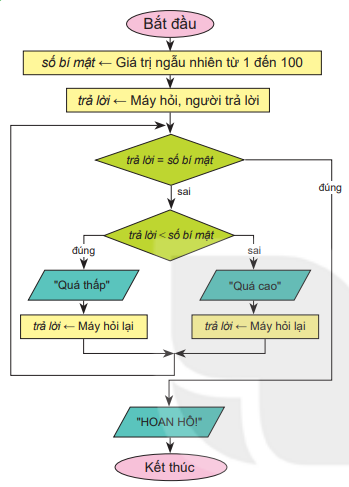 Bắt đầu
số bí mật ← Giá trị ngẫu nhiên từ 1 đến 100
trả lời ← Máy hỏi, người trả lời
trả lời = số bí mật
đúng
sai
trả lời < số bí mật
đúng
sai
"Quá thấp"
"Quá cao"
trả lời ← Máy hỏi lại
trả lời ← Máy hỏi lại
"HOAN HÔ!"
Kết thúc